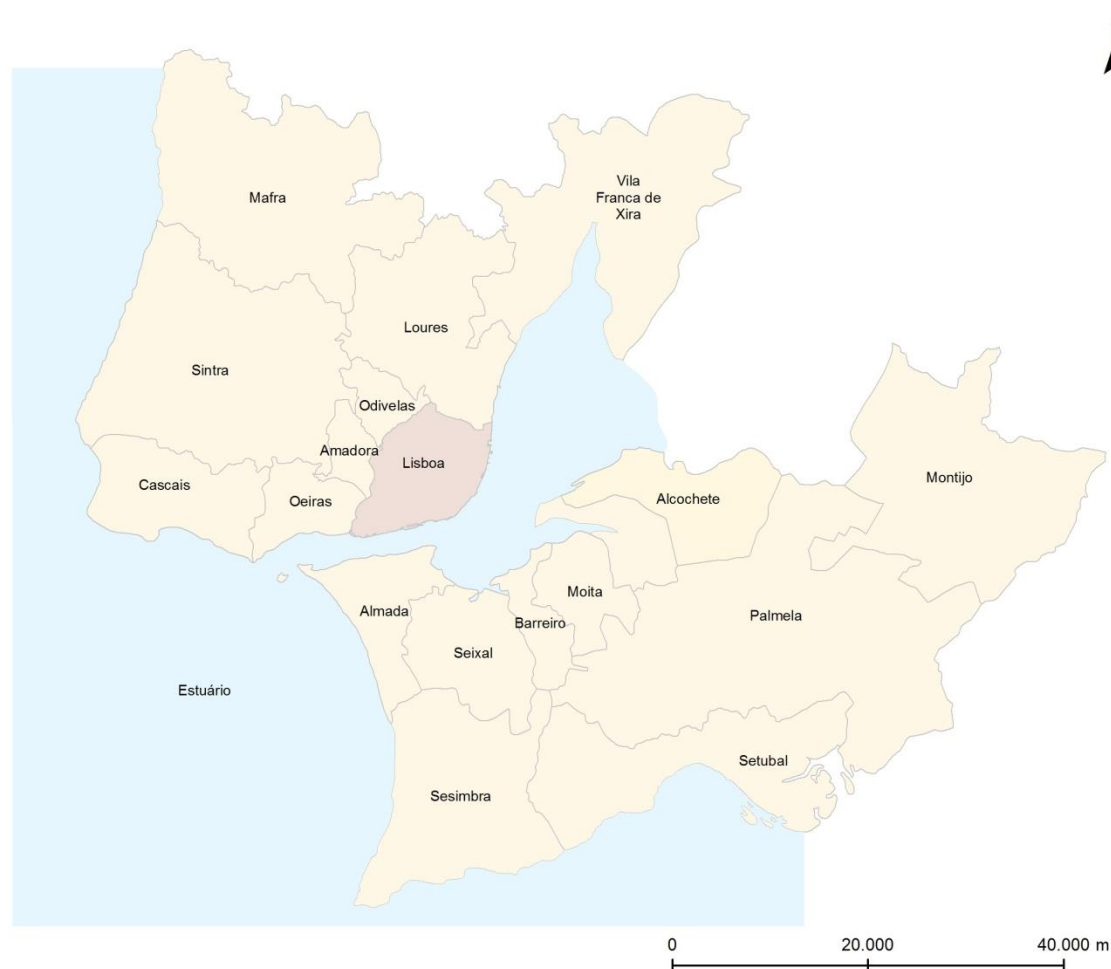 Vila
Franca de
Xira
Mafra
Loures
Sintra
Odivelas
Amadora
Lisboa
Cascais
Oeiras
Montijo
Alcochete
Moita
Almada
Palmela
Barreiro
Seixal
Estuário
Setubal
Sesimbra
0 20.000 40.000 m